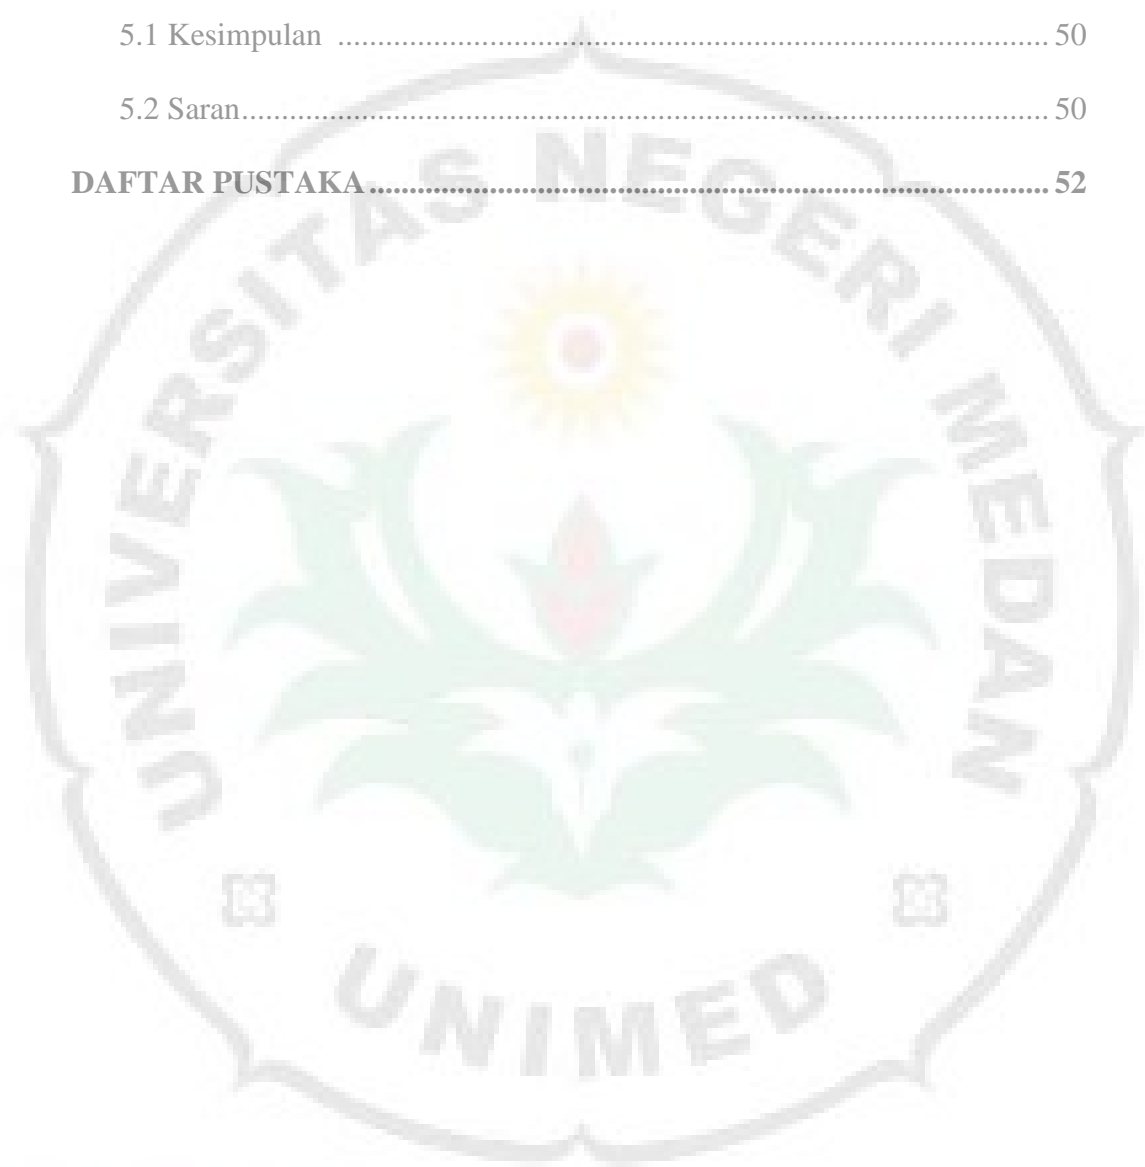 5.1 Kesimpulan ........................................................................................ 50
5.2 Saran.................................................................................................... 50
DAFTAR PUSTAKA.................................................................................... 52
UNIVERSITAS NEGERI MEDAN
UNIMED